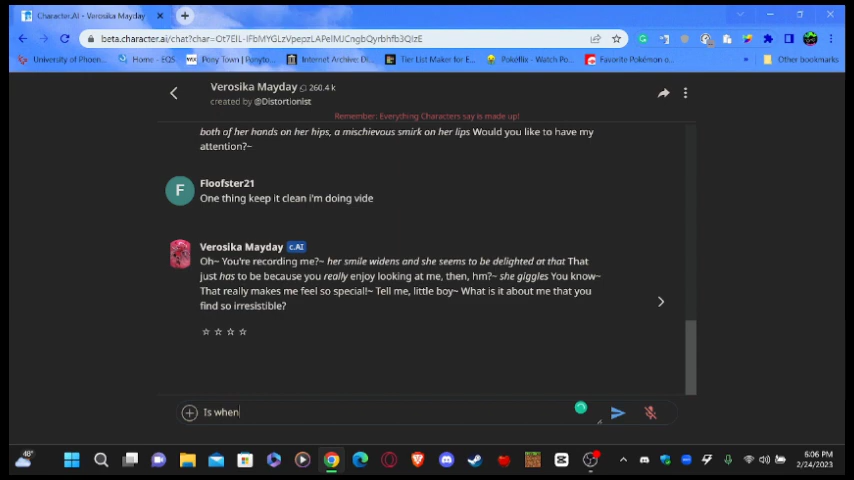 Character.AI - Verosika Mayday
beta.character.ai/chat?char=
University of Phoen...
Home - EQS
Pony Town | Ponyto...
Internet Archive: Di...
Tier List Maker for E...
Pokéflix - Watch Po...
Favorite Pokémon o...
Other bookmarks
Verosika Mayday 260.4 k
created by @Distortionist
Remember: Everything Characters say is made up!
both of her hands on her hips, a mischievous smirk on her lips Would you like to have my
attention?~
F
Floofster21
One thing keep it clean i'm doing vide
Verosika Mayday c.AI
Oh~ You're recording me?~ her smile widens and she seems to be delighted at that That
just has to be because you really enjoy looking at me, then, hm?~ she giggles You know~
That really makes me feel so special!~ Tell me, little boy~ What is it about me that you
find so irresistible?
Is when
48°
6:06 PM
2/24/2023